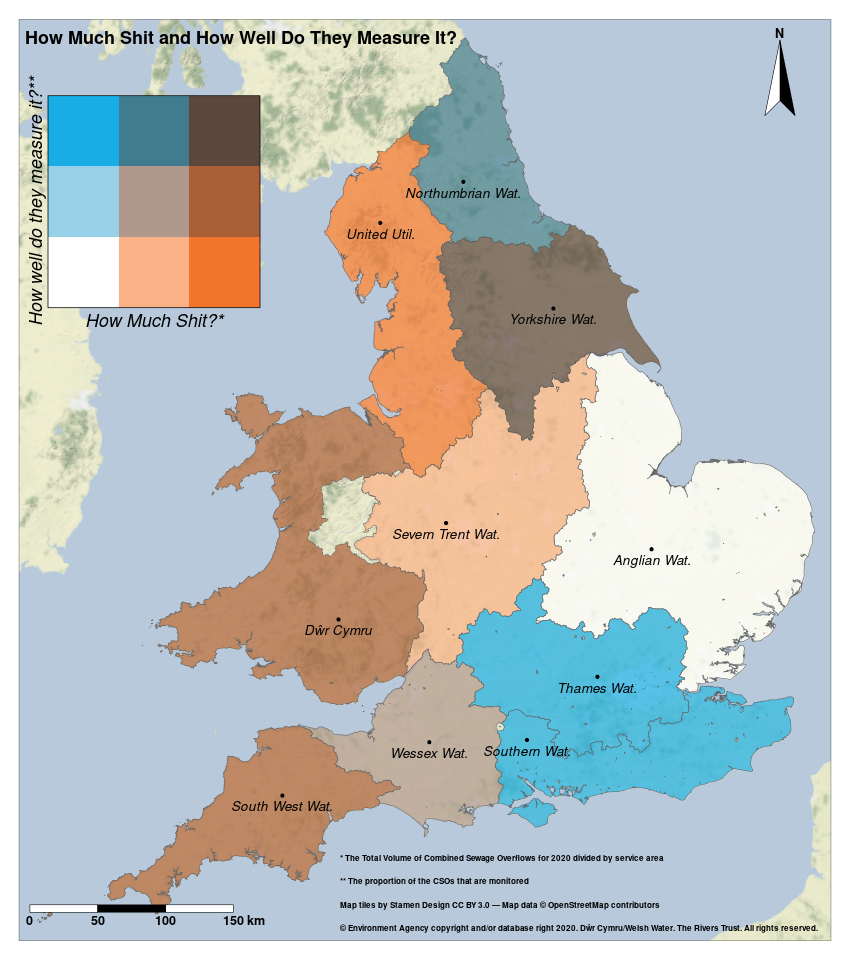 How Much Shit and How Well Do They Measure It?
N
How well do they measure it?**
How Much Shit?*
Northumbrian Wat.
United Util.
Yorkshire Wat.
Severn Trent Wat.
Anglian Wat.
Dŵr Cymru
Thames Wat.
Wessex Wat.
Southern Wat.
South West Wat.
* The Total Volume of Combined Sewage Overflows for 2020 divided by service area
** The proportion of the CSOs that are monitored
Map tiles by Stamen Design CC BY 3.0 — Map data © OpenStreetMap contributors
© Environment Agency copyright and/or database right 2020. Dŵr Cymru/Welsh Water. The Rivers Trust. All rights reserved.
0 50 100 150 km